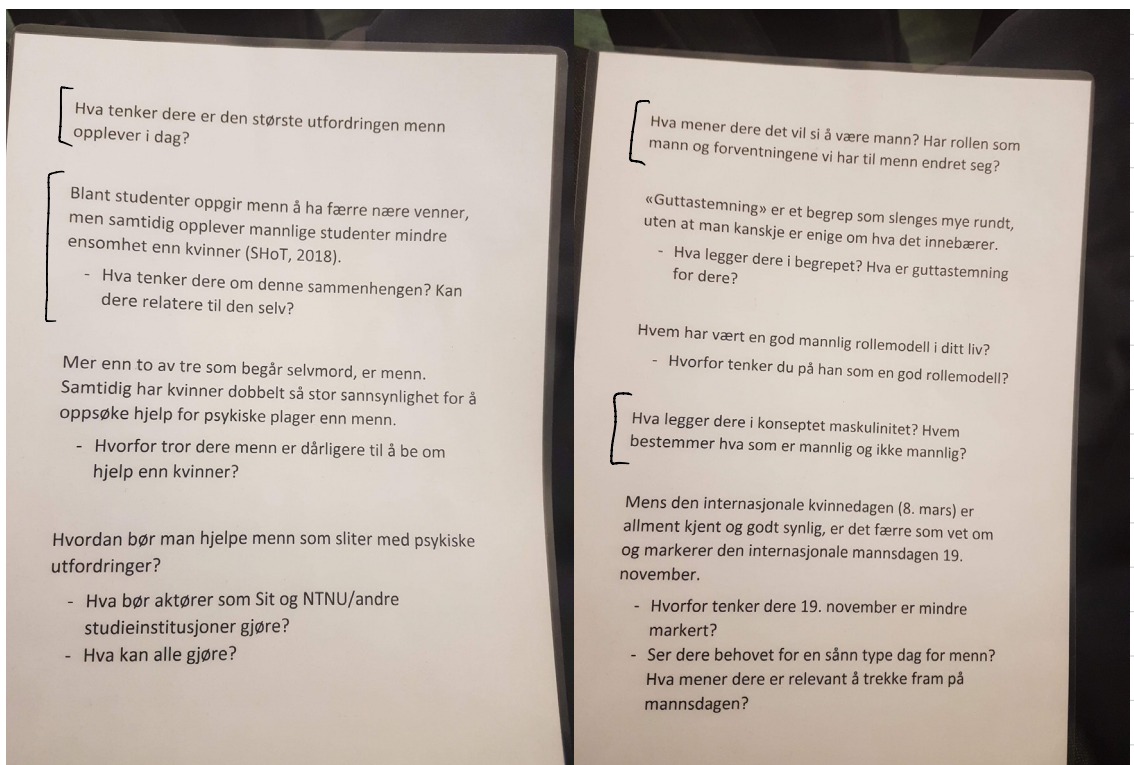 Hva tenker dere er den største utfordringen menn
opplever i dag?
Blant studenter oppgir menn å ha færre nære venner,
men samtidig opplever mannlige studenter mindre
ensomhet enn kvinner (SHoT, 2018).
- Hva tenker dere om denne sammenhengen? Kan
dere relatere til den selv?
Mer enn to av tre som begår selvmord, er menn.
Samtidig har kvinner dobbelt så stor sannsynlighet for å
oppsøke hjelp for psykiske plager enn menn.
- Hvorfor tror dere menn er dårligere til å be om
hjelp enn kvinner?
Hvordan bør man hjelpe menn som sliter med psykiske
utfordringer?
- Hva bør aktører som Sit og NTNU/andre
studieinstitusjoner gjøre?
- Hva kan alle gjøre?
Hva mener dere det vil si å være mann? Har rollen som
mann og forventningene vi har til menn endret seg?
«Guttastemning» er et begrep som slenges mye rundt,
uten at man kanskje er enige om hva det innebærer.
- Hva legger dere i begrepet? Hva er guttastemning
for dere?
Hvem har vært en god mannlig rollemodell i ditt liv?
- Hvorfor tenker du på han som en god rollemodell?
Hva legger dere i konseptet maskulinitet? Hvem
bestemmer hva som er mannlig og ikke mannlig?
Mens den internasjonale kvinnedagen (8. mars) er
allment kjent og godt synlig, er det færre som vet om
og markerer den internasjonale mannsdagen 19.
november.
- Hvorfor tenker dere 19. november er mindre
markert?
- Ser dere behovet for en sånn type dag for menn?
Hva mener dere er relevant å trekke fram på
mannsdagen?